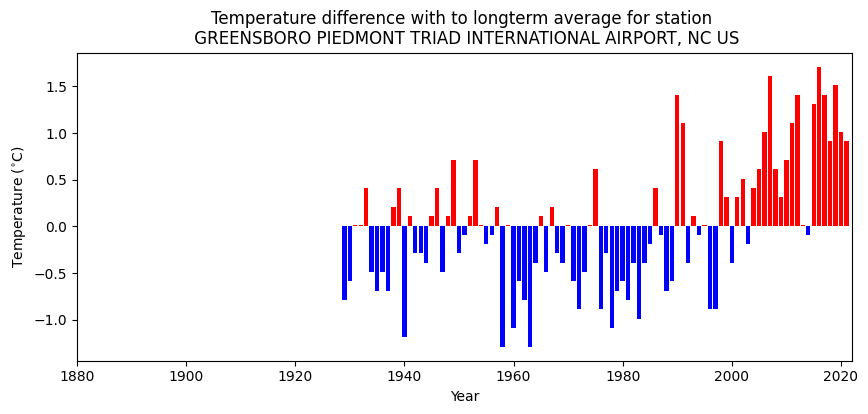 Temperature difference with to longterm average for station
GREENSBORO PIEDMONT TRIAD INTERNATIONAL AIRPORT, NC US
Temperature (°C)
1.5
1.0
0.5
0.0
−0.5
−1.0
1880 1900 1920 1940 1960 1980 2000 2020
Year